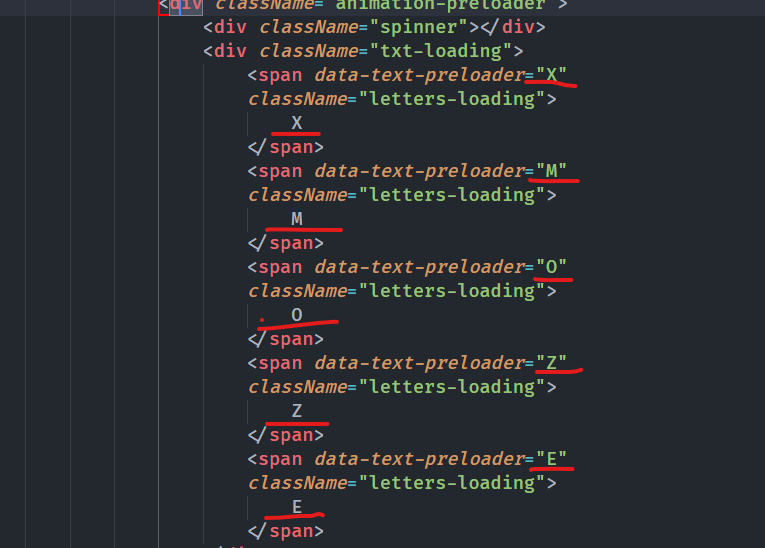 <div className="animation-preloader">
<div className="spinner"></div>
<div className="txt-loading">
<span data-text-preloader="X"
className="letters-loading">
X
</span>
<span data-text-preloader="M"
className="letters-loading">
M
</span>
<span data-text-preloader="O"
className="letters-loading">
O
</span>
<span data-text-preloader="Z"
className="letters-loading">
Z
</span>
<span data-text-preloader="E"
className="letters-loading">
E
</span>